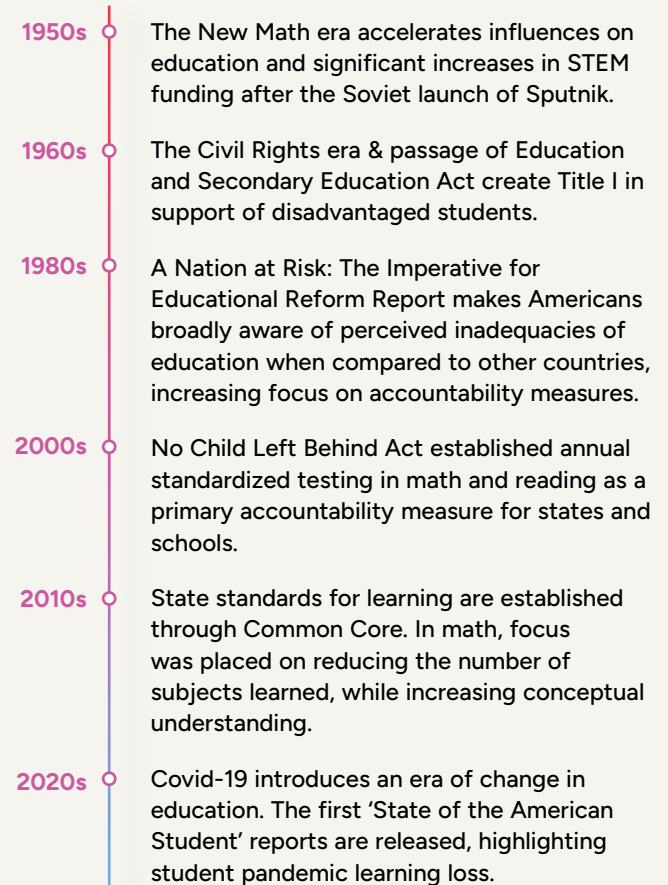 1950s
The New Math era accelerates influences on
education and significant increases in STEM
funding after the Soviet launch of Sputnik.
1960s
The Civil Rights era & passage of Education
and Secondary Education Act create Title I in
support of disadvantaged students.
1980s
A Nation at Risk: The Imperative for
Educational Reform Report makes Americans
broadly aware of perceived inadequacies of
education when compared to other countries,
increasing focus on accountability measures.
2000s
No Child Left Behind Act established annual
standardized testing in math and reading as a
primary accountability measure for states and
schools.
2010s
State standards for learning are established
through Common Core. In math, focus
was placed on reducing the number of
subjects learned, while increasing conceptual
understanding.
2020s
Covid-19 introduces an era of change in
education. The first ‘State of the American
Student’ reports are released, highlighting
student pandemic learning loss.